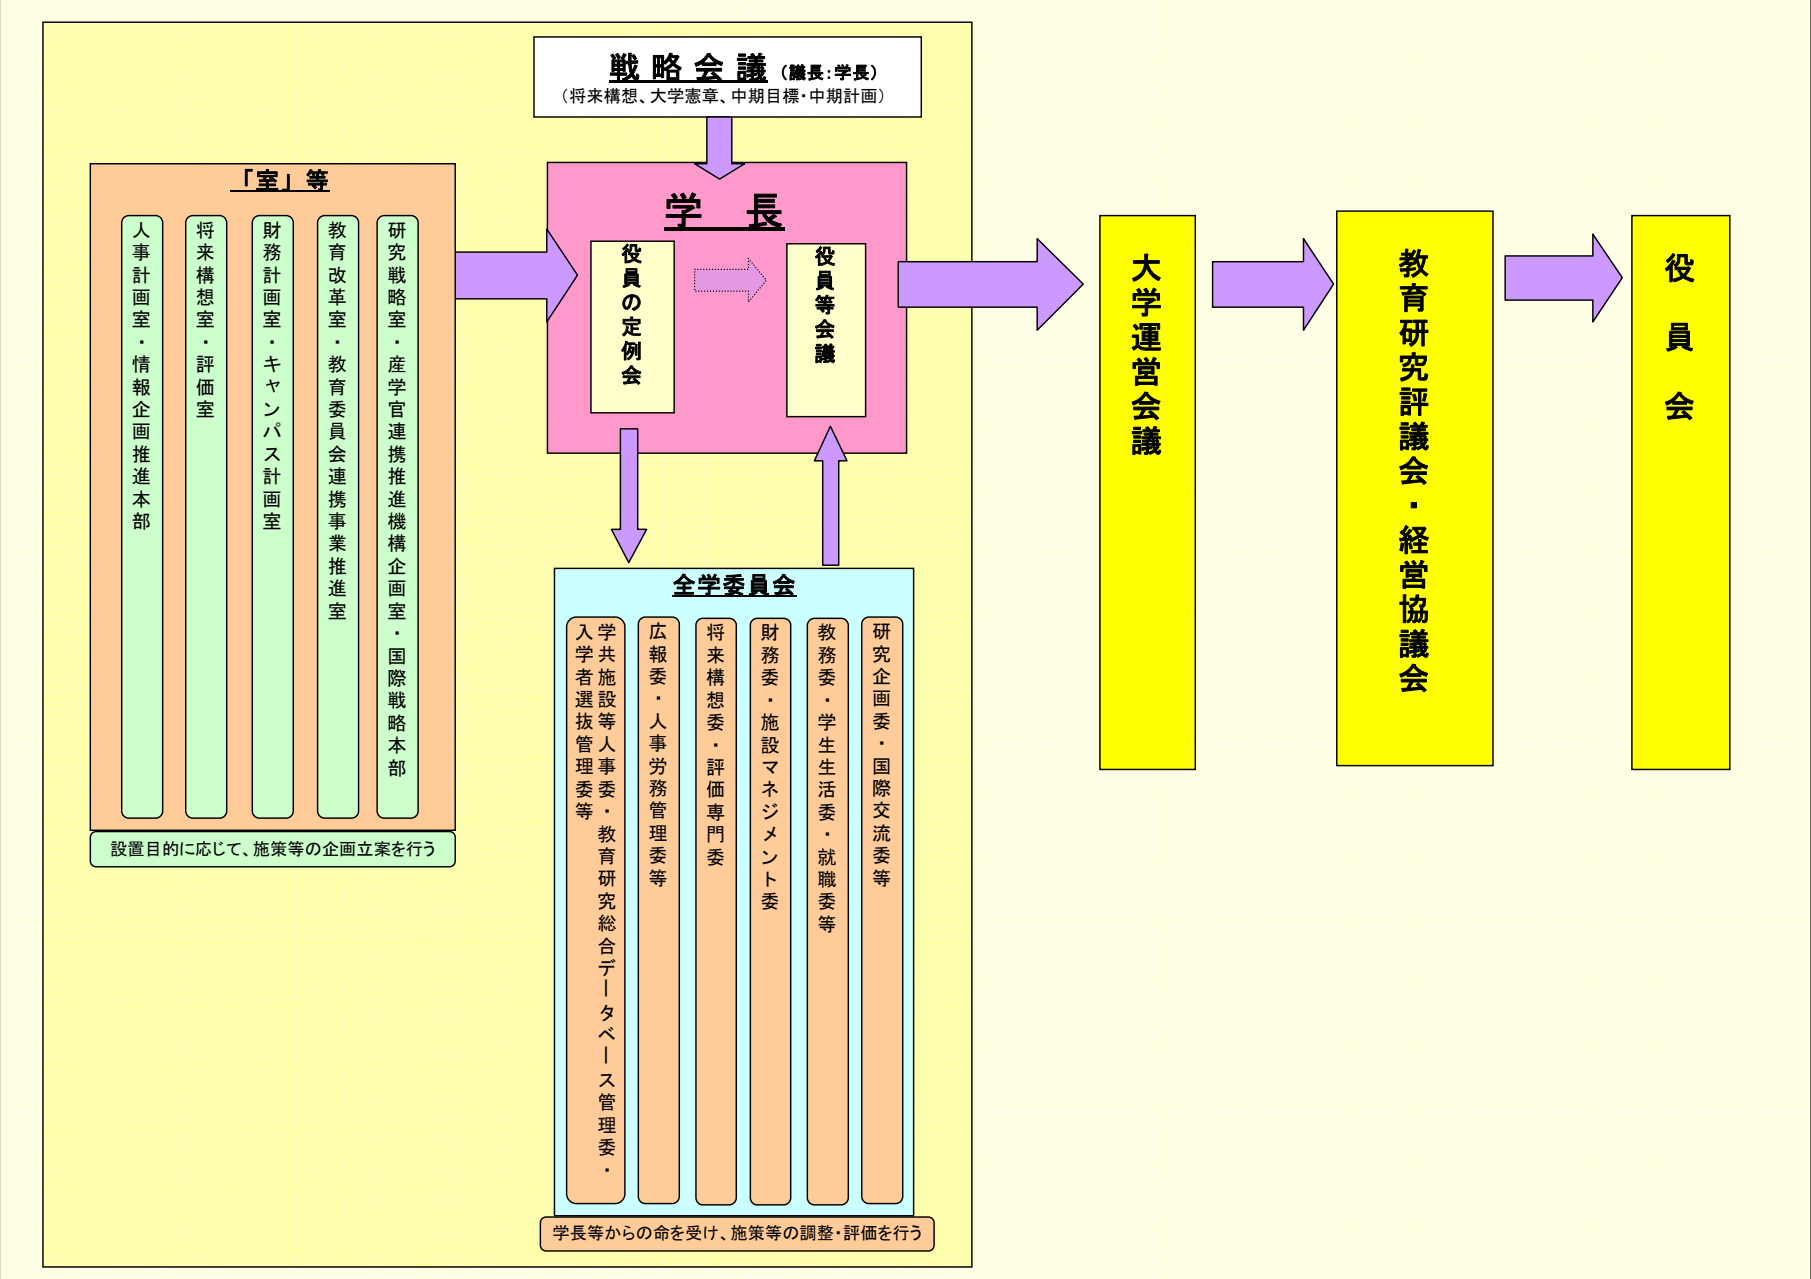 戦略会議（議長：学長）
（将来構想、大学憲章、中期目標・中期計画）
「室」等
研究戦略室・産学官連携推進機構企画室・国際戦略本部
教育改革室・教育委員会連携事業推進室
財務計画室・キャンパス計画室
将来構想室・評価室
人事計画室・情報企画推進本部
設置目的に応じて、施策等の企画立案を行う
学　長
役員の定例会
役員等会議
全学委員会
研究企画委・国際交流委等
教務委・学生生活委・就職委等
財務委・施設マネジメント委
将来構想委・評価専門委
広報委・人事労務管理委等
学共施設等人事委・教育研究総合データベース管理委・
入学者選抜管理委等
学長等からの命を受け、施策等の調整・評価を行う
大学運営会議
教育研究評議会・経営協議会
役　員　会